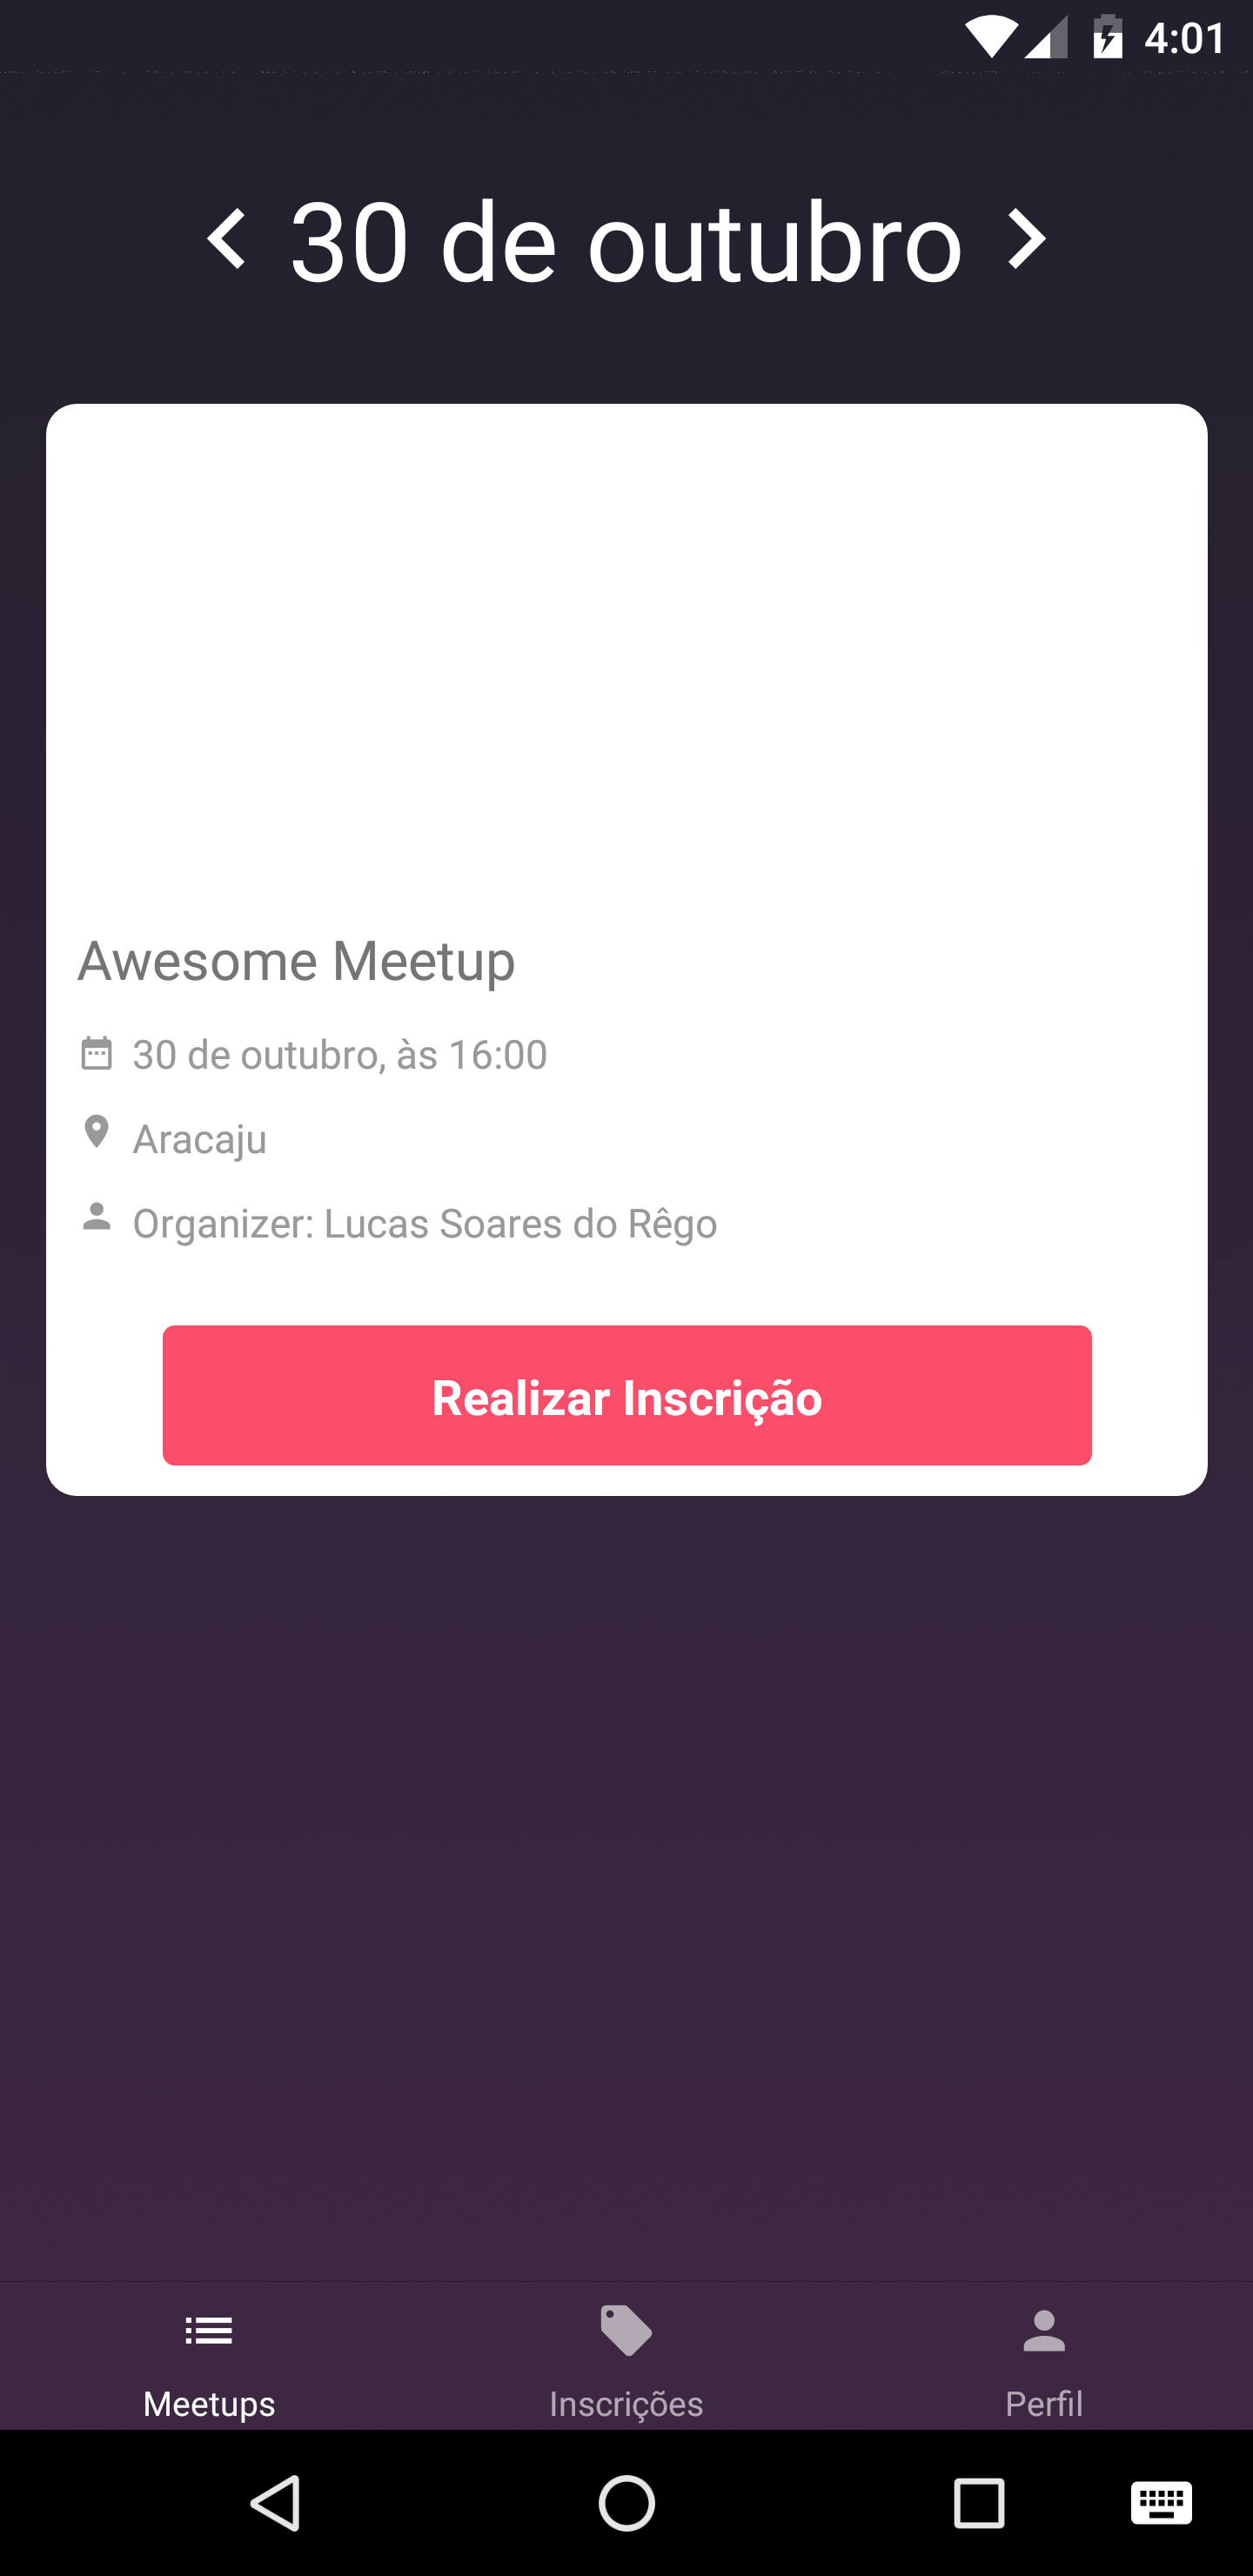 4:01
30 de outubro
Awesome Meetup
30 de outubro, às 16:00
Aracaju
Organizer: Lucas Soares do Rêgo
Realizar Inscrição
Meetups
Inscrições
Perfil